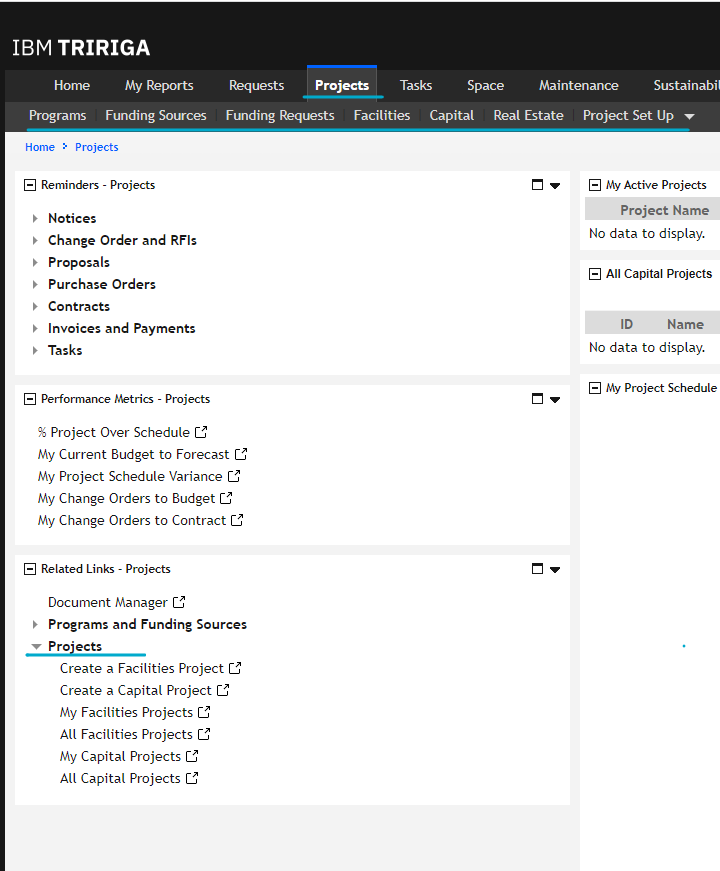 IBM TRIRIGA
Home My Reports Requests Projects Tasks Space Maintenance
Programs Funding Sources Funding Requests Facilities Capital Real Estate Project Set Up
Home Projects
Reminders - Projects
Notices
Change Order and RFIs
Proposals
Purchase Orders
Contracts
Invoices and Payments
Tasks
Performance Metrics - Projects
% Project Over Schedule
My Current Budget to Forecast
My Project Schedule Variance
My Change Orders to Budget
My Change Orders to Contract
Related Links - Projects
Document Manager
Programs and Funding Sources
Projects
Create a Facilities Project
Create a Capital Project
My Facilities Projects
All Facilities Projects
My Capital Projects
All Capital Projects
My Active Projects
Project Name
No data to display.
All Capital Projects
ID Name
No data to display.
My Project Schedule